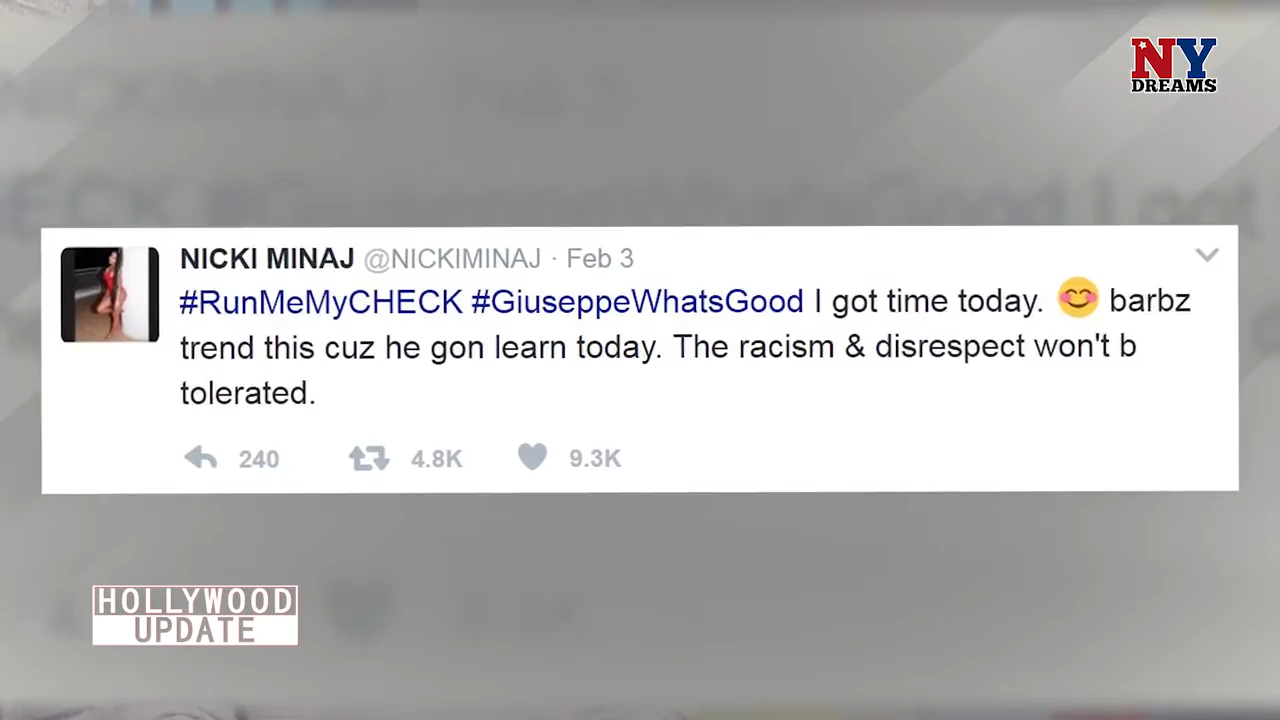 NY
DREAMS
NICKI MINAJ @NICKIMINAJ · Feb 3
#RunMeMyCHECK #GiuseppeWhatsGood I got time today. 😊 barbz
trend this cuz he gon learn today. The racism & disrespect won't b
tolerated.
240 4.8K 9.3K
HOLLYWOOD
UPDATE